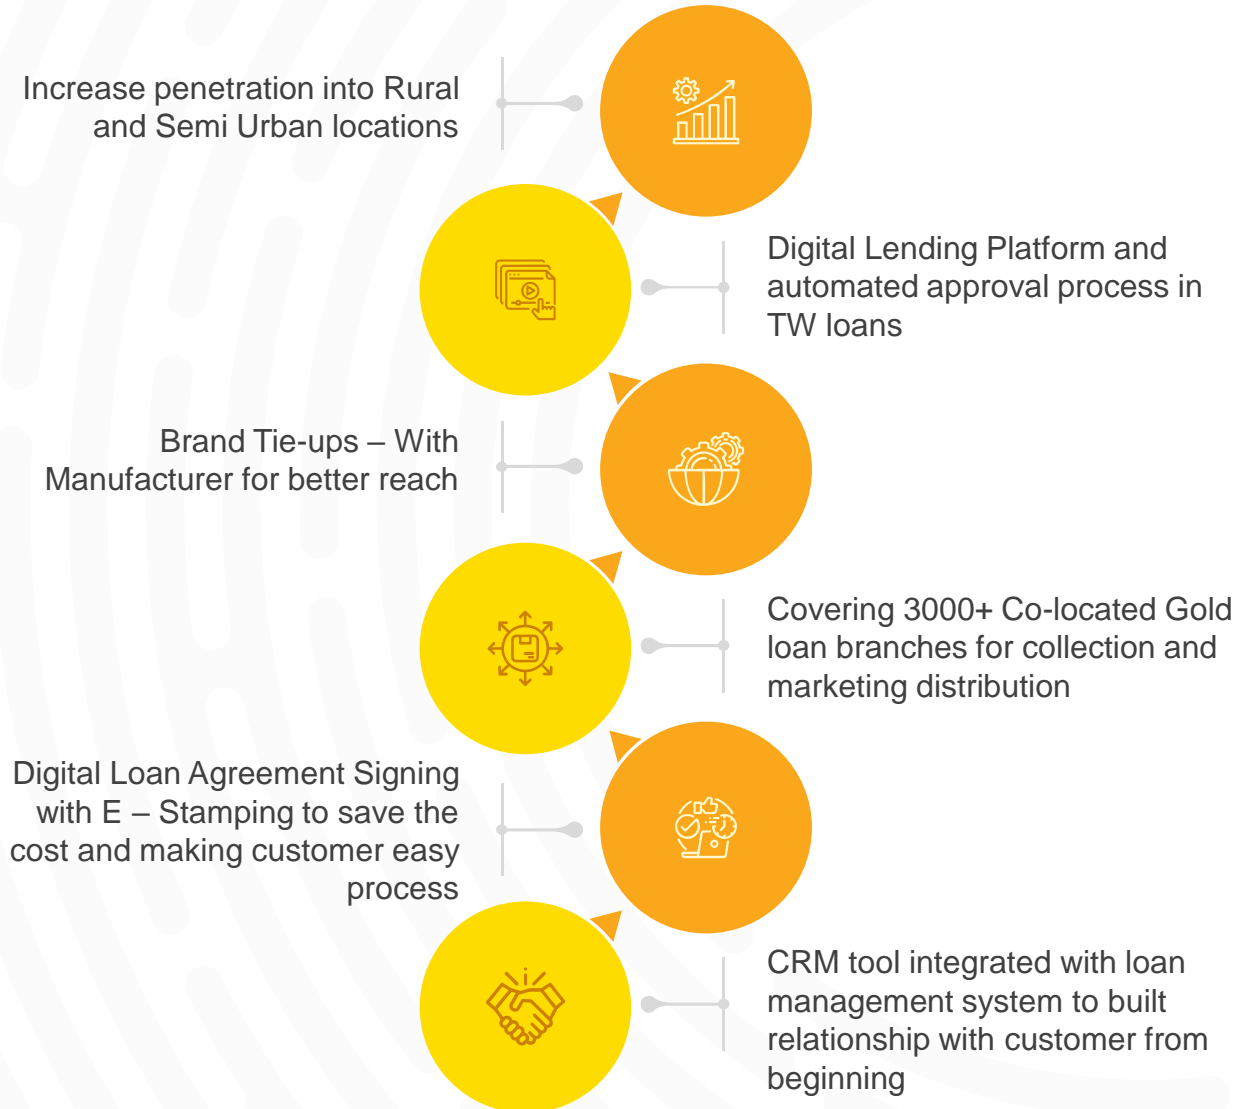 Increase penetration into Rural
and Semi Urban locations
Digital Lending Platform and
automated approval process in
TW loans
Brand Tie-ups – With
Manufacturer for better reach
Covering 3000+ Co-located Gold
loan branches for collection and
marketing distribution
Digital Loan Agreement Signing
with E – Stamping to save the
cost and making customer easy
process
CRM tool integrated with loan
management system to built
relationship with customer from
beginning